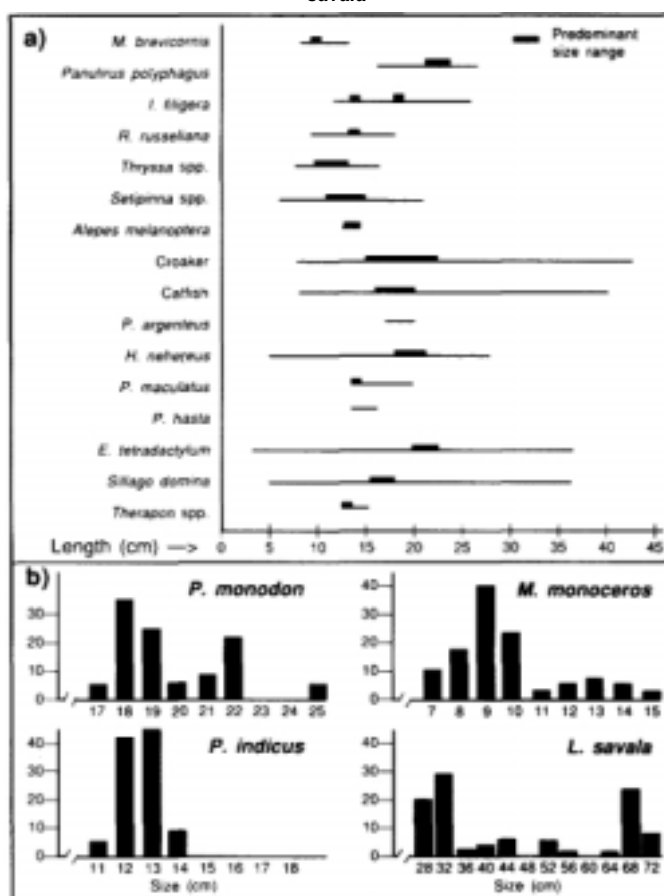 savala
a)
Predominant
size range
M. brevicornis
Panulirus polyphagus
I. filigera
R. russeliana
Thryssa spp.
Setipinna spp.
Alepes melanoptera
Croaker
Catfish
P. argenteus
H. nehereus
P. maculatus
P. hasta
E. tetradactylum
Sillago domina
Therapon spp.
Length (cm) —> 0 5 10 15 20 25 30 35 40 45
b)
P. monodon
30
20
10
0
17 18 19 20 21 22 23 24 25
M. monoceros
40
30
20
10
0
7 8 9 10 11 12 13 14 15
P. indicus
40
30
20
10
0
11 12 13 14 15 16 17 18
Size (cm)
L. savala
40
30
20
10
0
28 32 36 40 44 48 52 56 60 64 68 72
Size (cm)